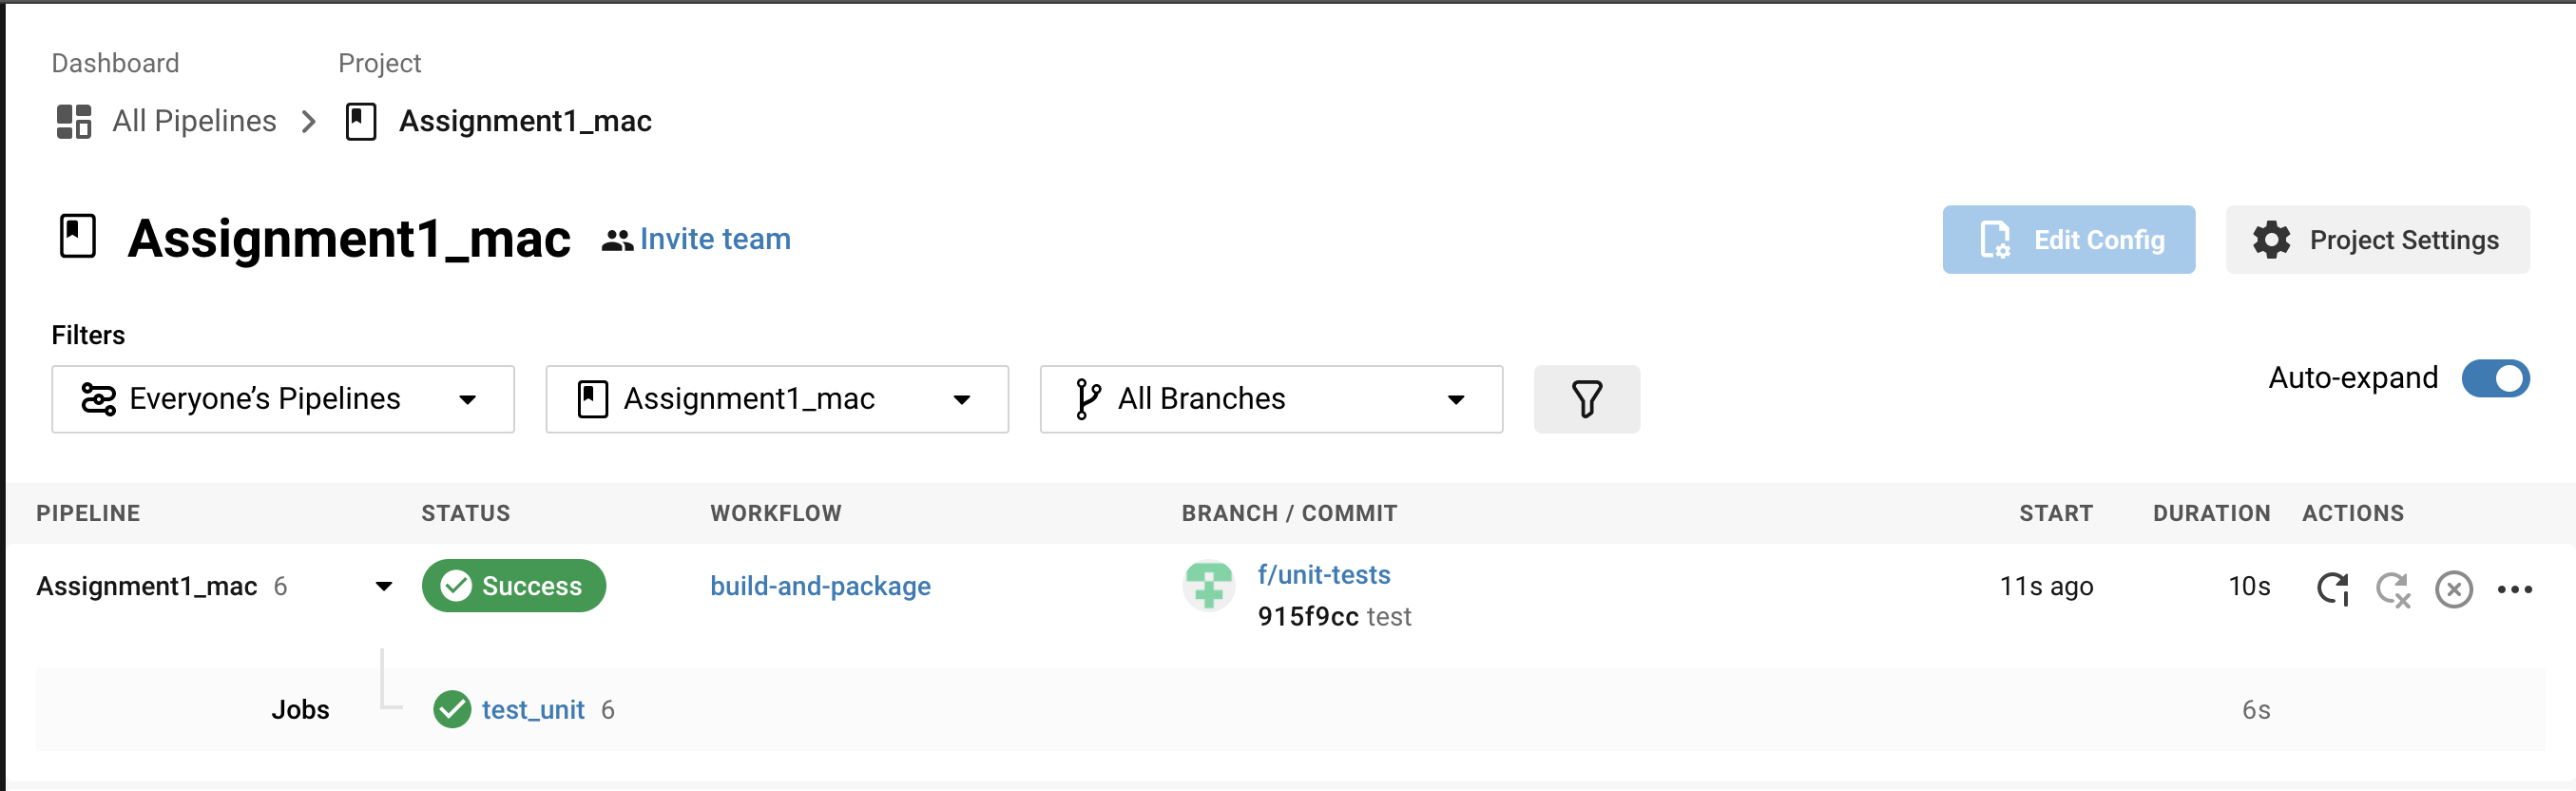 Dashboard Project
All Pipelines Assignment1_mac
Assignment1_mac Invite team Edit Config Project Settings
Filters
Everyone’s Pipelines Assignment1_mac All Branches Auto-expand
PIPELINE STATUS WORKFLOW BRANCH / COMMIT START DURATION ACTIONS
Assignment1_mac 6 Success build-and-package f/unit-tests 11s ago 10s
915f9cc test
Jobs test_unit 6 6s